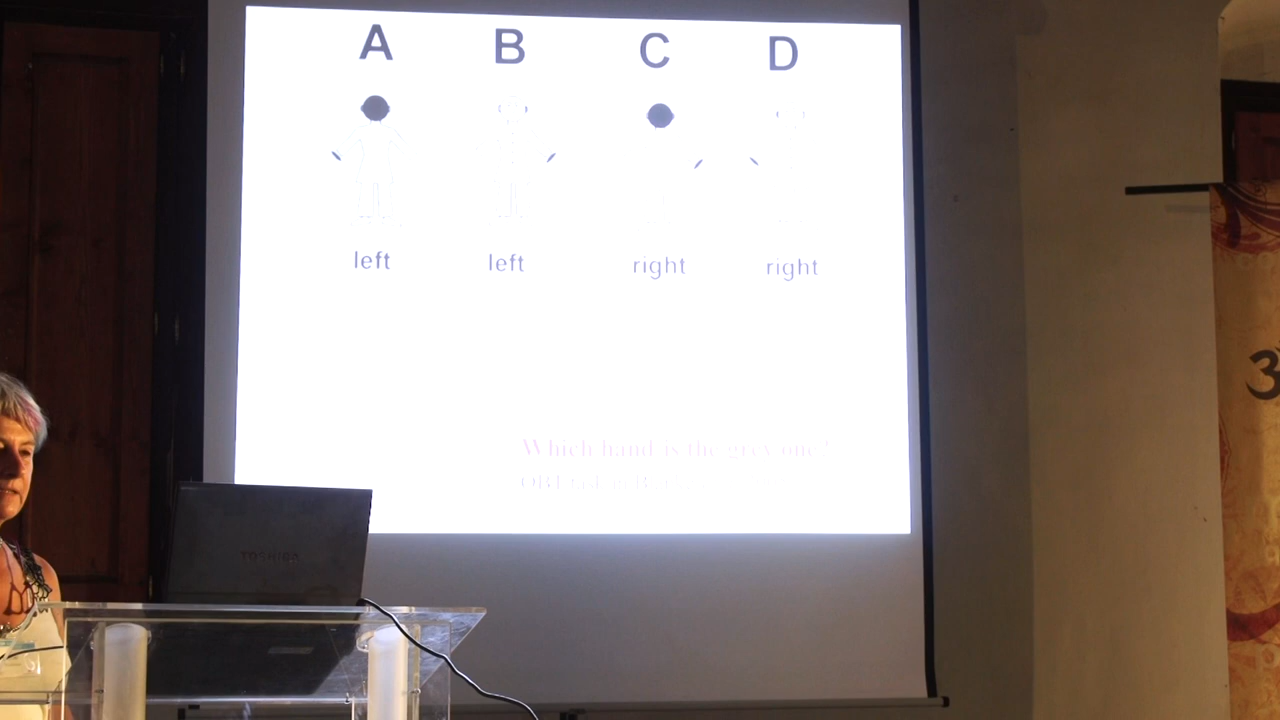 A B C D
left left right right
Which hand is the grey one?
TOSHIBA